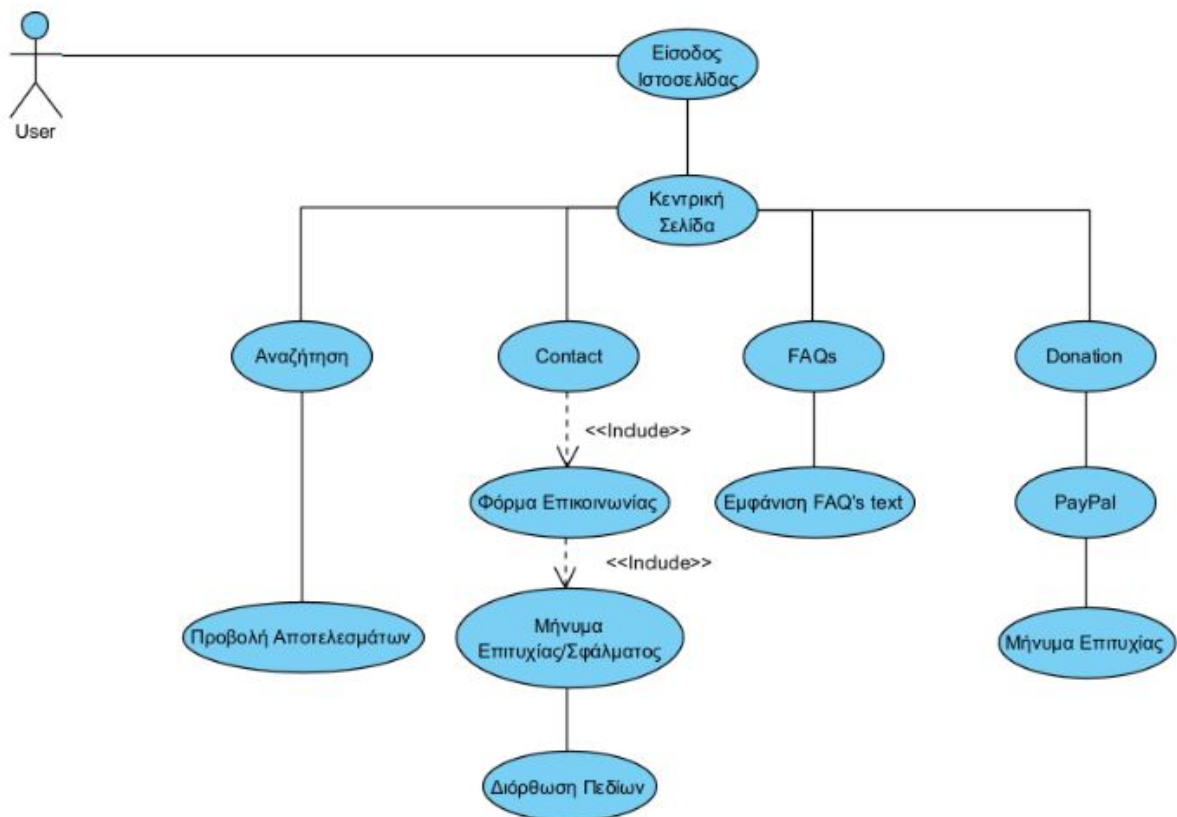 Είσοδος
Ιστοσελίδας
User
Κεντρική
Σελίδα
Αναζήτηση
Contact
FAQs
Donation
<<Include>>
Φόρμα Επικοινωνίας
Εμφάνιση FAQ's text
PayPal
<<Include>>
Προβολή Αποτελεσμάτων
Μήνυμα
Επιτυχίας/Σφάλματος
Μήνυμα Επιτυχίας
Διόρθωση Πεδίων